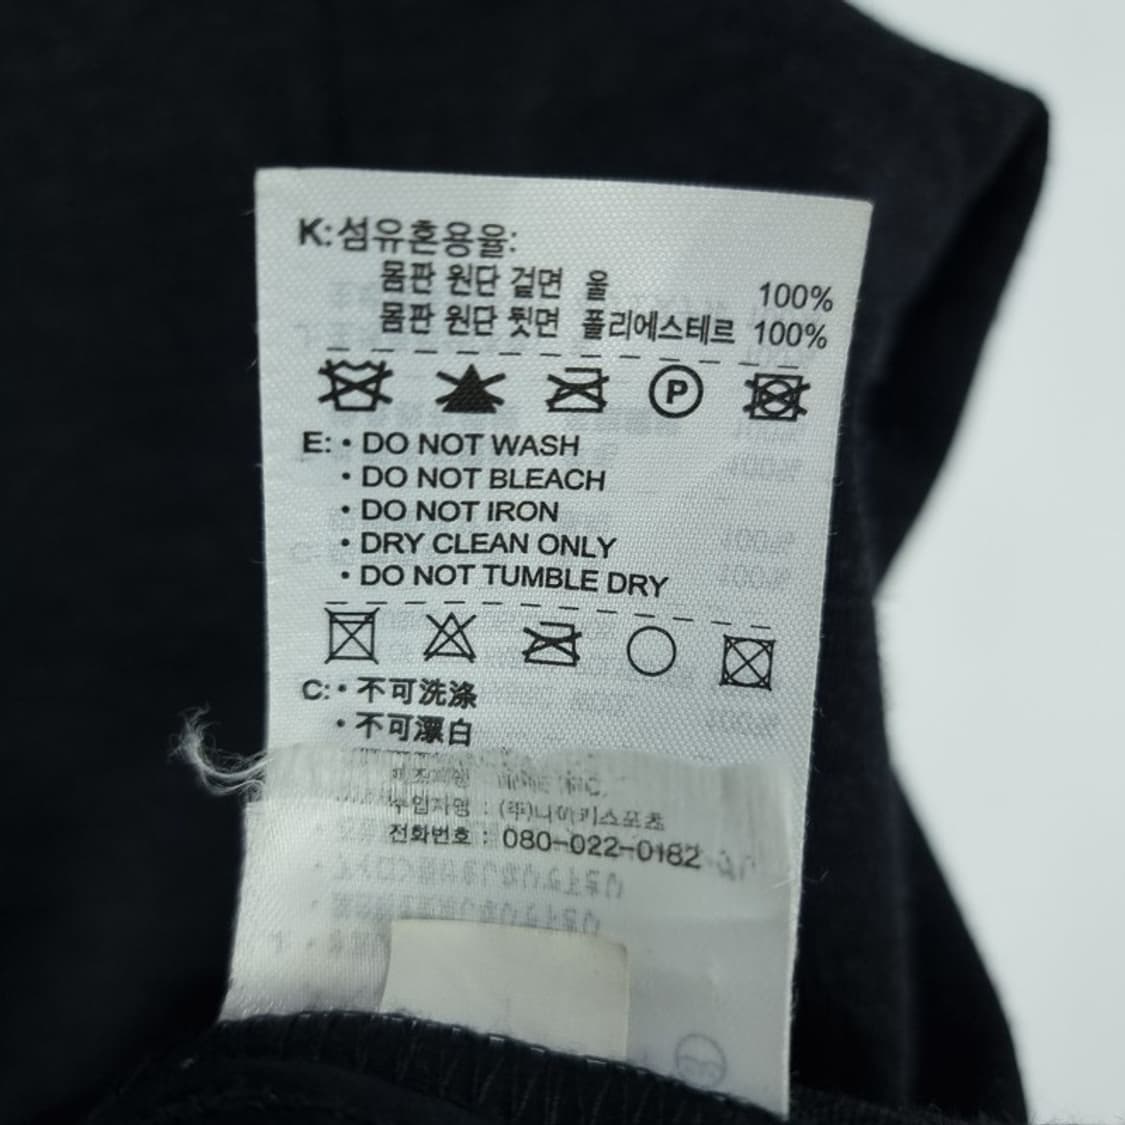 K: 섬유혼용율:
몸판 원단 겉면 울 100%
몸판 원단 뒷면 폴리에스테르 100%
P
E: • DO NOT WASH
• DO NOT BLEACH
• DO NOT IRON
• DRY CLEAN ONLY
• DO NOT TUMBLE DRY
C: • 不可洗涤
• 不可漂白
수입자명 : (주)나이키스포츠
전화번호 : 080-022-0182